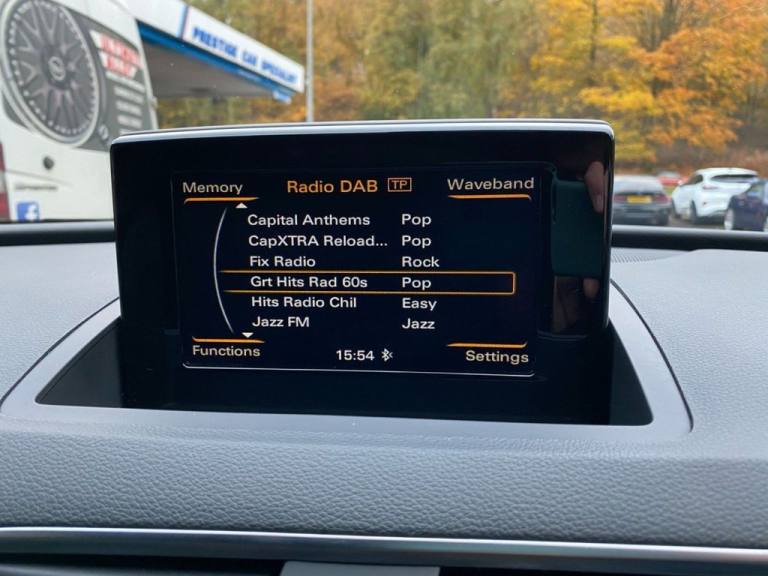 PRESTIGE CAR SPECIALIST
Memory
Radio DAB TP
Waveband
Capital Anthems Pop
CapXTRA Reload... Pop
Fix Radio Rock
Grt Hits Rad 60s Pop
Hits Radio Chil Easy
Jazz FM Jazz
Functions
15:54
Settings